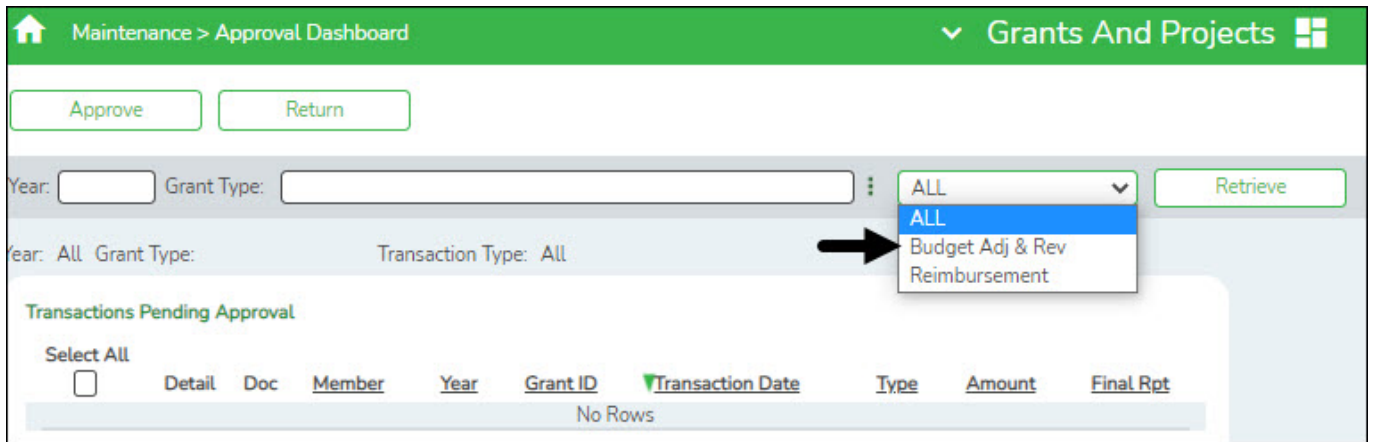 Maintenance > Approval Dashboard
Grants And Projects
Approve
Return
Year:
Grant Type:
ALL
Retrieve
ALL
Budget Adj & Rev
Reimbursement
Year: All Grant Type: Transaction Type: All
Transactions Pending Approval
Select All
Detail Doc Member Year Grant ID Transaction Date Type Amount Final Rpt
No Rows